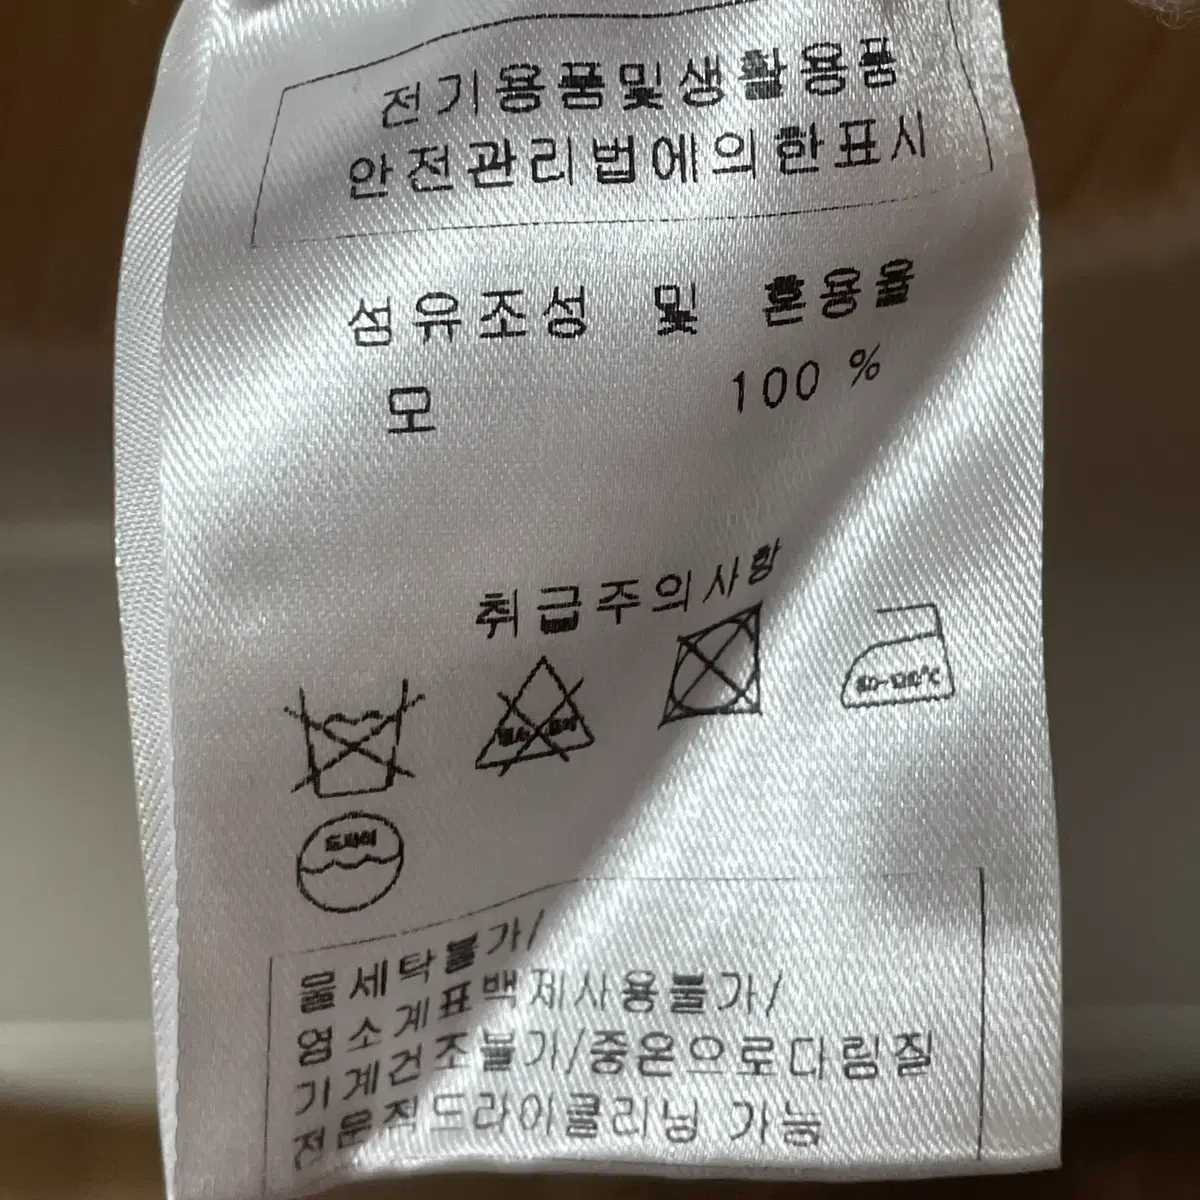 전기용품및생활용품
안전관리법에의한표시
섬유조성 및 혼용율
모 100 %
취급주의사항
80-120℃
드라이
물세탁불가/
염소계표백제사용불가/
기계건조불가/중온으로다림질
전문적드라이클리닝 가능